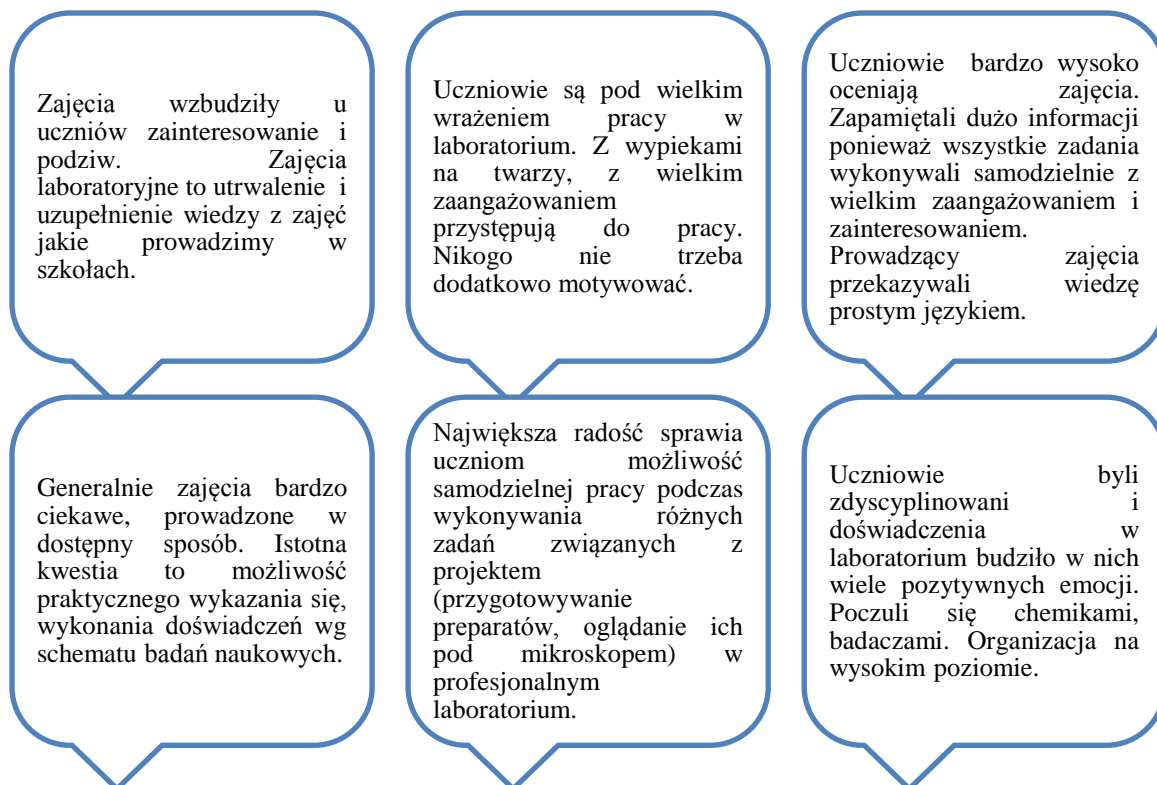 Zajęcia wzbudziły u
uczniów zainteresowanie i
podziw. Zajęcia
laboratoryjne to utrwalenie i
uzupełnienie wiedzy z zajęć
jakie prowadzimy w
szkołach.
Uczniowie są pod wielkim
wrażeniem pracy w
laboratorium. Z wypiekami
na twarzy, z wielkim
zaangażowaniem
przystępują do pracy.
Nikogo nie trzeba
dodatkowo motywować.
Uczniowie bardzo wysoko
oceniają zajęcia.
Zapamiętali dużo informacji
ponieważ wszystkie zadania
wykonywali samodzielnie z
wielkim zaangażowaniem i
zainteresowaniem.
Prowadzący zajęcia
przekazywali wiedzę
prostym językiem.
Generalnie zajęcia bardzo
ciekawe, prowadzone w
dostępny sposób. Istotna
kwestia to możliwość
praktycznego wykazania się,
wykonania doświadczeń wg
schematu badań naukowych.
Największa radość sprawia
uczniom możliwość
samodzielnej pracy podczas
wykonywania różnych
zadań związanych z
projektem
(przygotowywanie
preparatów, oglądanie ich
pod mikroskopem) w
profesjonalnym
laboratorium.
Uczniowie byli
zdyscyplinowani i
doświadczenia w
laboratorium budziło w nich
wiele pozytywnych emocji.
Poczuli się chemikami,
badaczami. Organizacja na
wysokim poziomie.